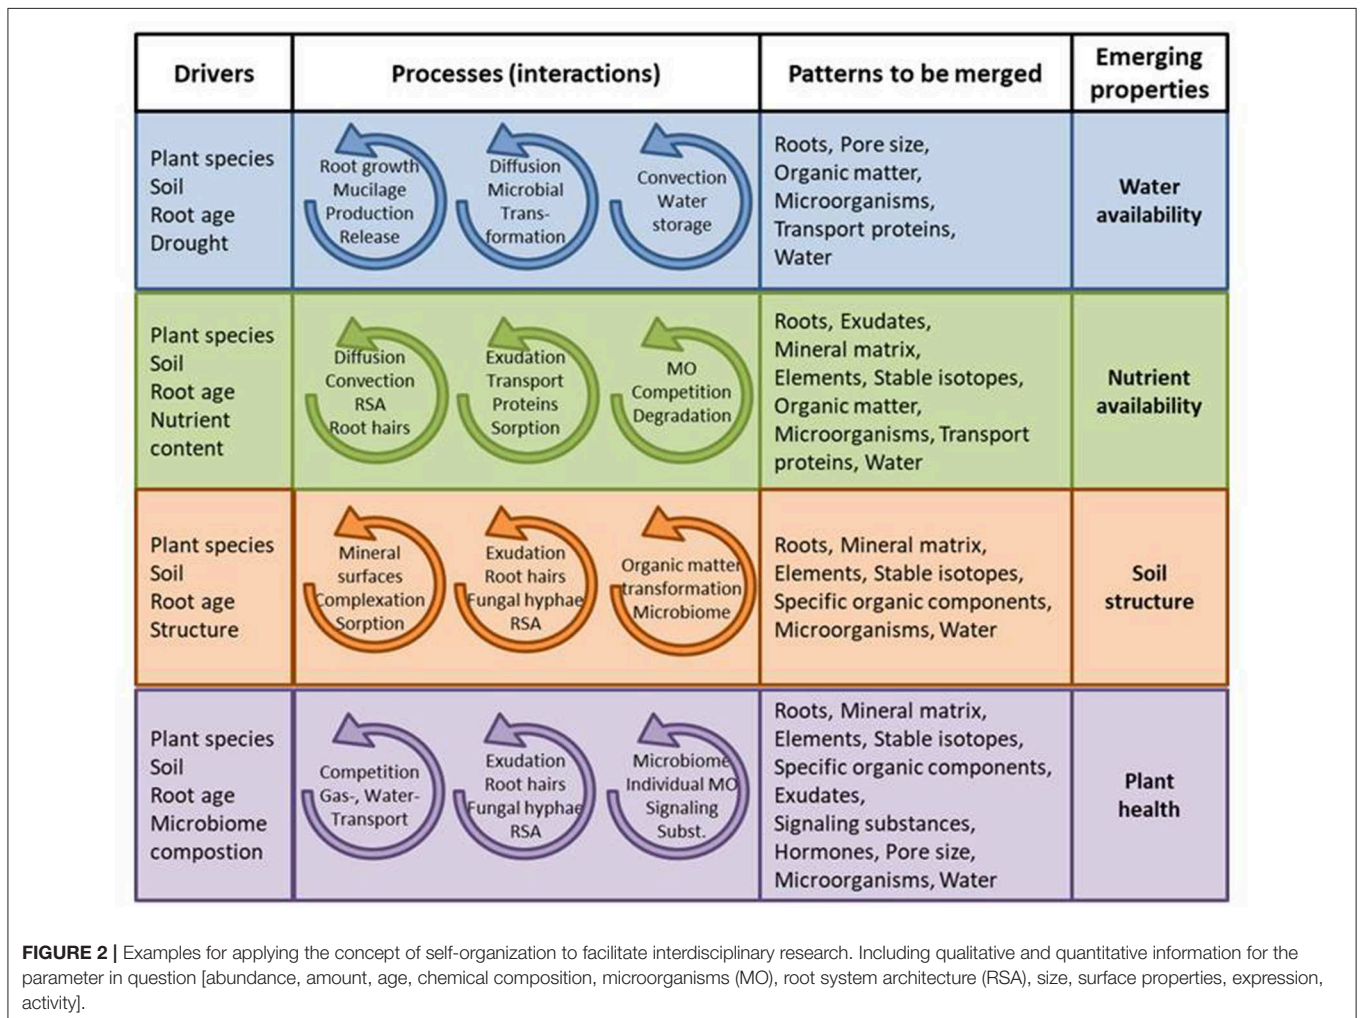 Drivers
Processes (interactions)
Patterns to be merged
Emerging
properties
Plant species
Soil
Root age
Drought
Root growth
Mucilage
Production
Release
Diffusion
Microbial
Trans-
formation
Convection
Water
storage
Roots, Pore size,
Organic matter,
Microorganisms,
Transport proteins,
Water
Water
availability
Plant species
Soil
Root age
Nutrient
content
Diffusion
Convection
RSA
Root hairs
Exudation
Transport
Proteins
Sorption
MO
Competition
Degradation
Roots, Exudates,
Mineral matrix,
Elements, Stable isotopes,
Organic matter,
Microorganisms, Transport
proteins, Water
Nutrient
availability
Plant species
Soil
Root age
Structure
Mineral
surfaces
Complexation
Sorption
Exudation
Root hairs
Fungal hyphae
RSA
Organic matter
transformation
Microbiome
Roots, Mineral matrix,
Elements, Stable isotopes,
Specific organic components,
Microorganisms, Water
Soil
structure
Plant species
Soil
Root age
Microbiome
compostion
Competition
Gas-, Water-
Transport
Exudation
Root hairs
Fungal hyphae
RSA
Microbiome
Individual MO
Signaling
Subst.
Roots, Mineral matrix,
Elements, Stable isotopes,
Specific organic components,
Exudates,
Signaling substances,
Hormones, Pore size,
Microorganisms, Water
Plant
health
FIGURE 2 | Examples for applying the concept of self-organization to facilitate interdisciplinary research. Including qualitative and quantitative information for the
parameter in question [abundance, amount, age, chemical composition, microorganisms (MO), root system architecture (RSA), size, surface properties, expression,
activity].